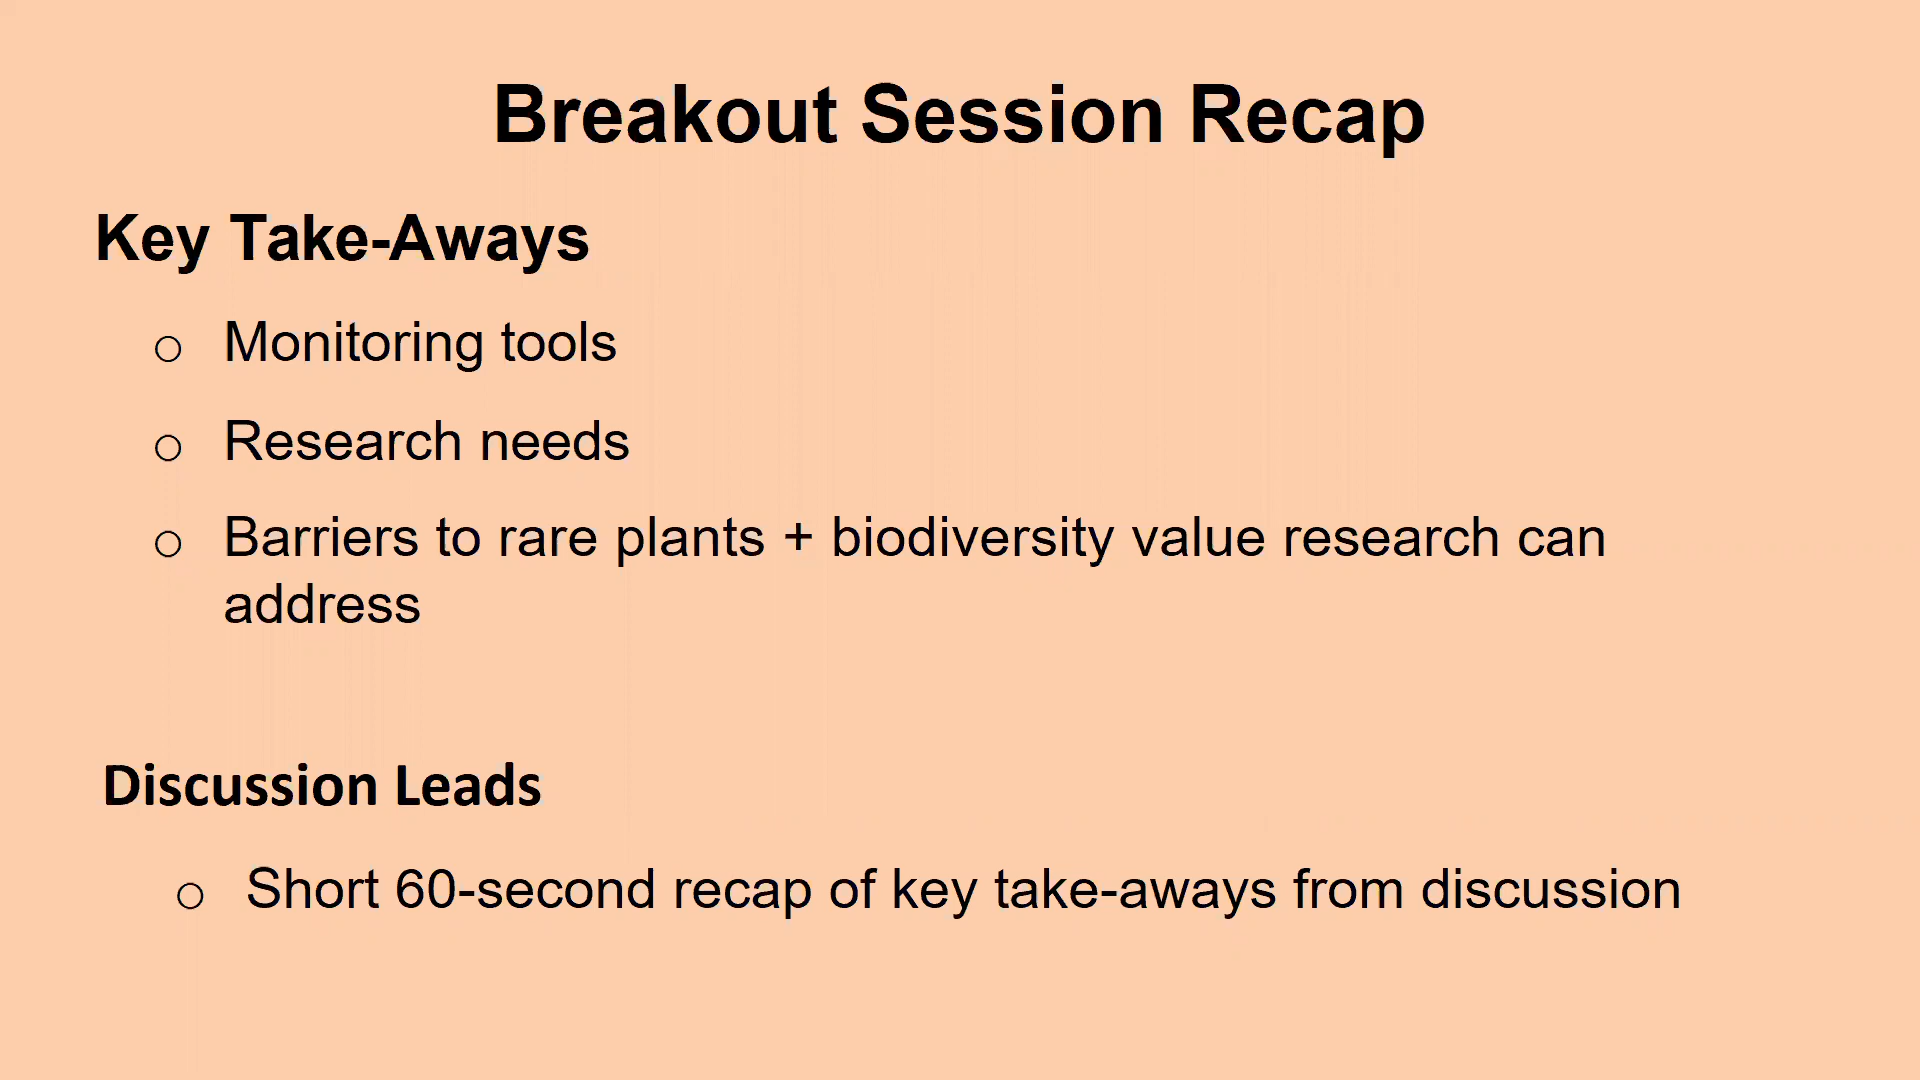 Breakout Session Recap
Key Take-Aways
○ Monitoring tools
○ Research needs
○ Barriers to rare plants + biodiversity value research can
address
Discussion Leads
○ Short 60-second recap of key take-aways from discussion